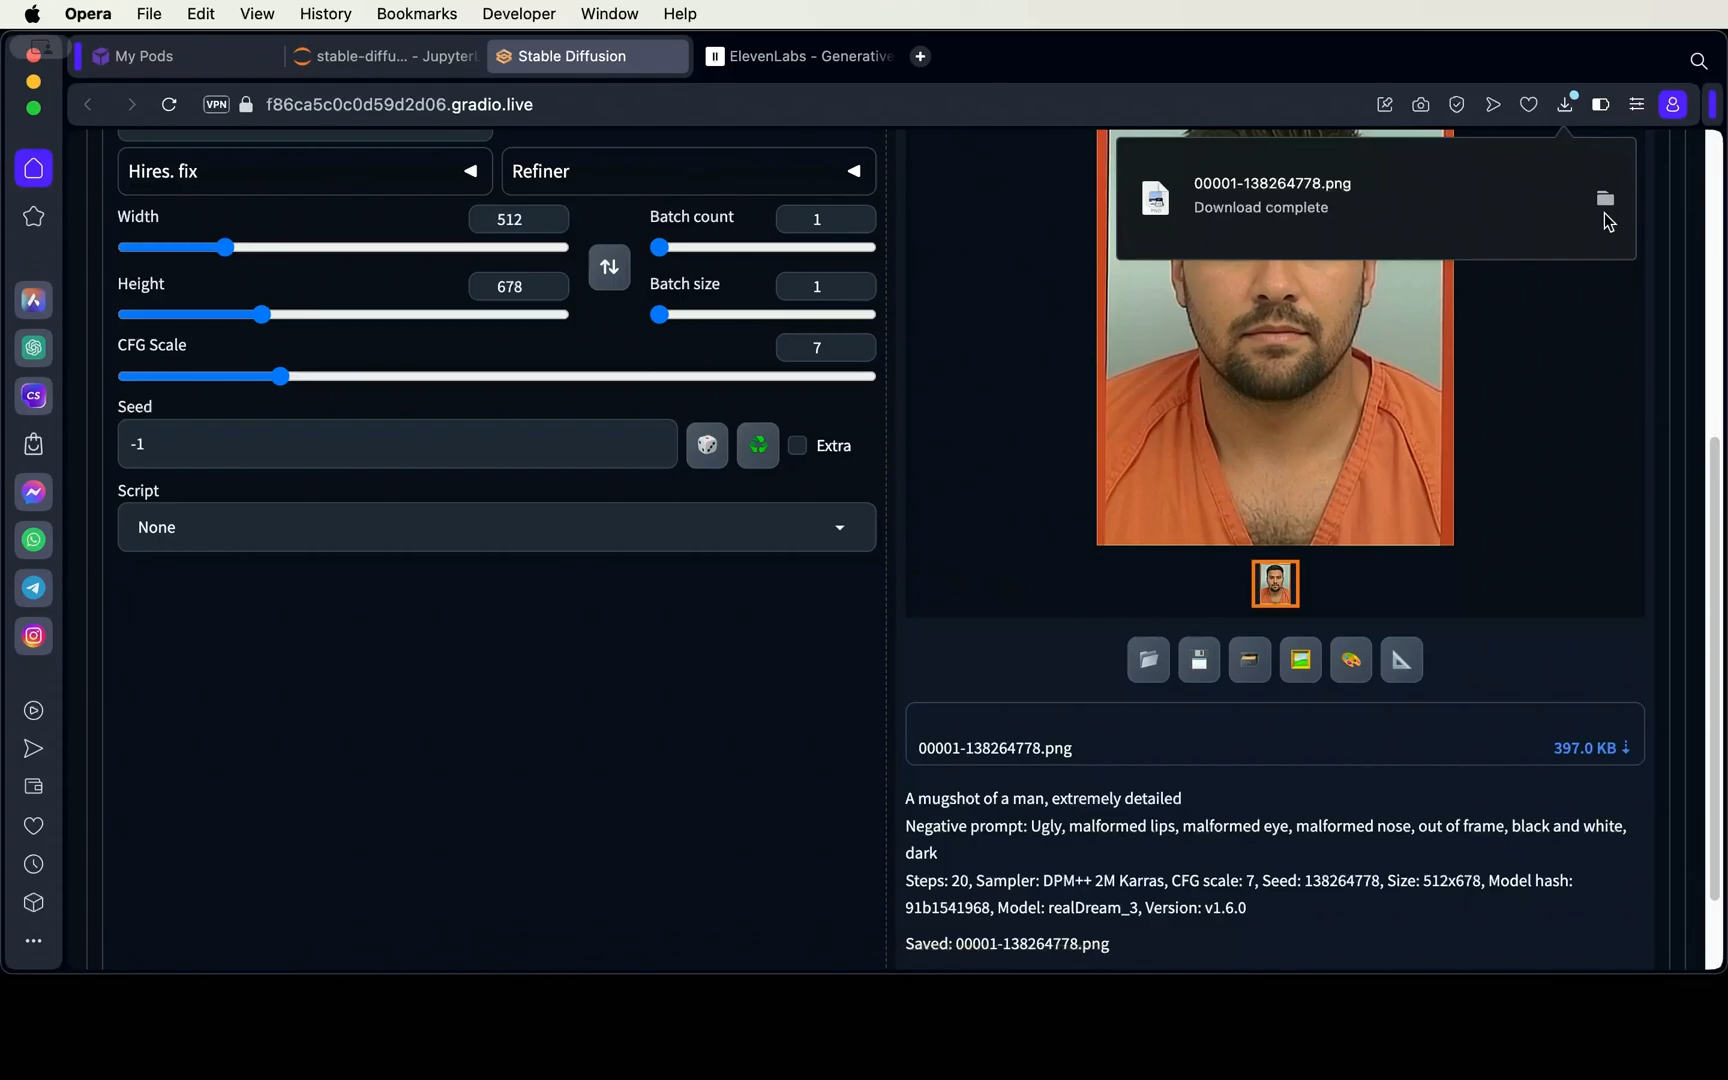 Opera File Edit View History Bookmarks Developer Window Help
My Pods
stable-diffu... - JupyterL
Stable Diffusion
ElevenLabs - Generative
VPN f86ca5c0c0d59d2d06.gradio.live
Hires. fix
Refiner
00001-138264778.png
Download complete
PNG
Width 512
Batch count 1
Height 678
Batch size 1
CFG Scale 7
Seed
-1
Extra
Script
None
CS
00001-138264778.png 397.0 KB ⇣
A mugshot of a man, extremely detailed
Negative prompt: Ugly, malformed lips, malformed eye, malformed nose, out of frame, black and white,
dark
Steps: 20, Sampler: DPM++ 2M Karras, CFG scale: 7, Seed: 138264778, Size: 512x678, Model hash:
91b1541968, Model: realDream_3, Version: v1.6.0
Saved: 00001-138264778.png